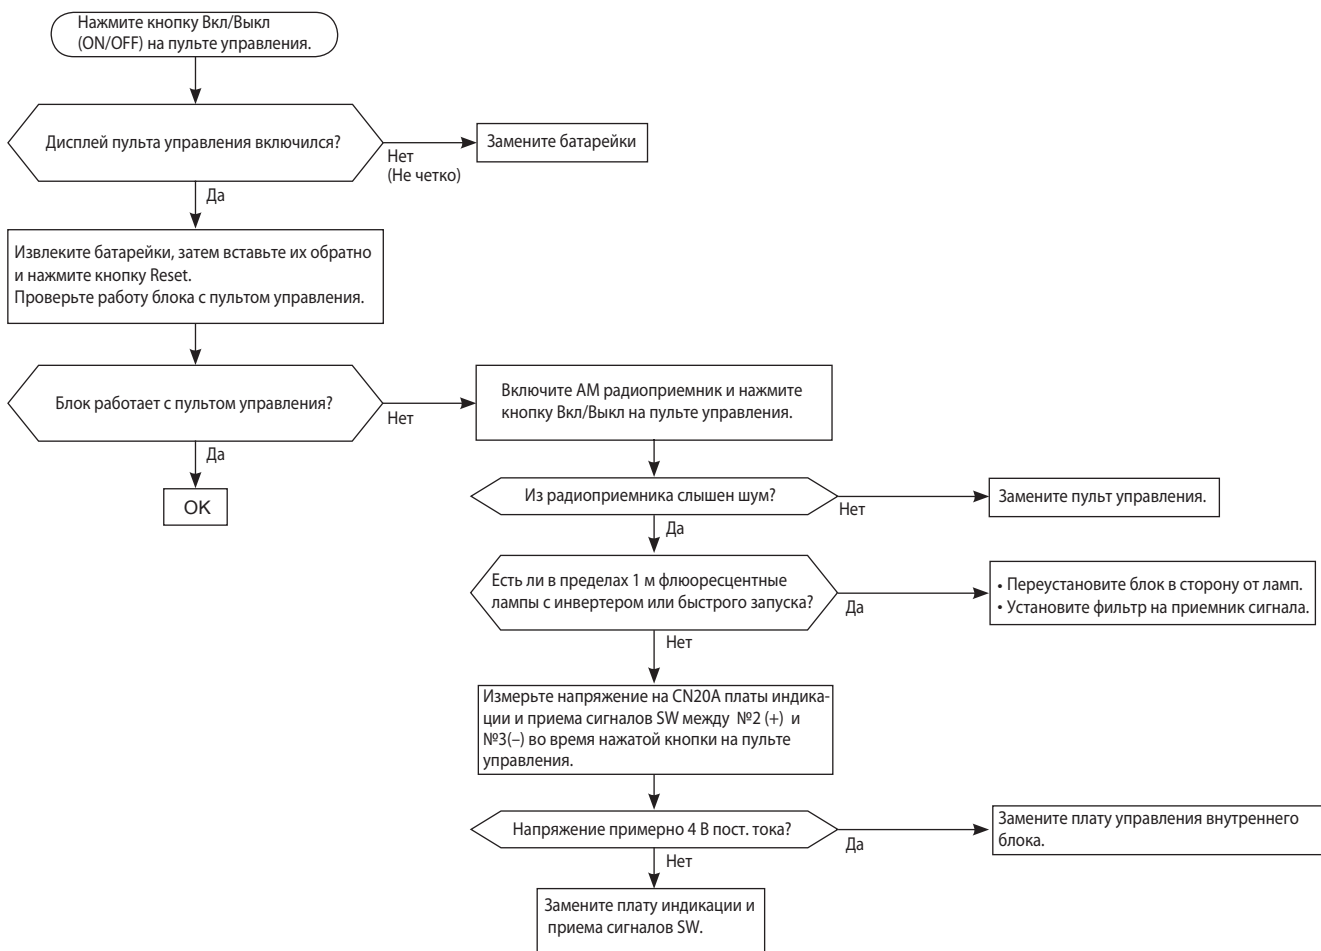 Нажмите кнопку Вкл/Выкл
(ON/OFF) на пульте управления.
Дисплей пульта управления включился?
Нет
(Не четко)
Замените батарейки
Да
Извлеките батарейки, затем вставьте их обратно
и нажмите кнопку Reset.
Проверьте работу блока с пультом управления.
Блок работает с пультом управления?
Нет
Включите АМ радиоприемник и нажмите
кнопку Вкл/Выкл на пульте управления.
Да
OK
Из радиоприемника слышен шум?
Нет
Замените пульт управления.
Да
Есть ли в пределах 1 м флюоресцентные
лампы с инвертером или быстрого запуска?
Да
• Переустановите блок в сторону от ламп.
• Установите фильтр на приемник сигнала.
Нет
Измерьте напряжение на CN20A платы индика-
ции и приема сигналов SW между №2 (+) и
№3(–) во время нажатой кнопки на пульте
управления.
Напряжение примерно 4 В пост. тока?
Да
Замените плату управления внутреннего
блока.
Нет
Замените плату индикации и
приема сигналов SW.